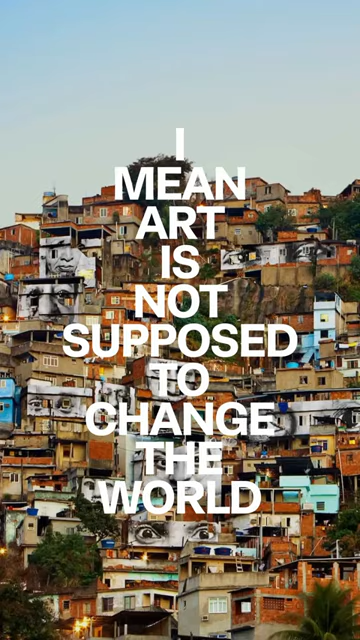 I
MEAN
ART
IS
NOT
SUPPOSED
TO
CHANGE
THE
WORLD